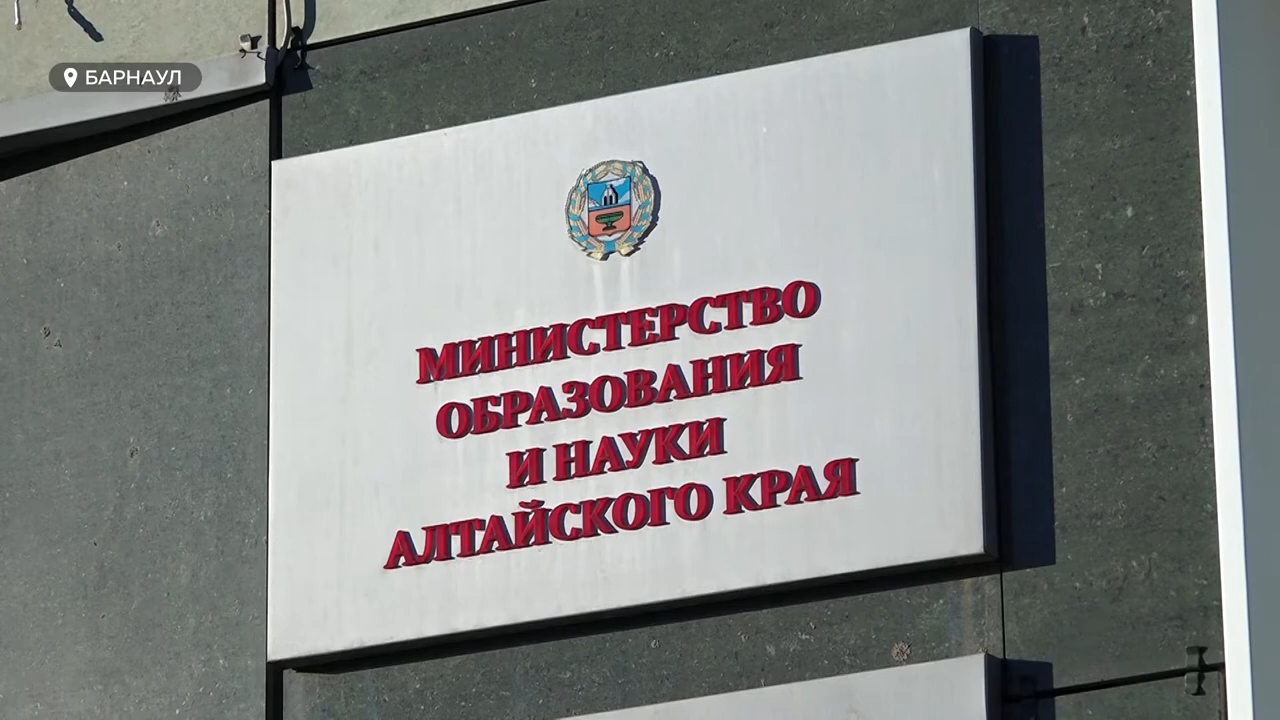 БАРНАУЛ
МИНИСТЕРСТВО
ОБРАЗОВАНИЯ
И НАУКИ
АЛТАЙСКОГО КРАЯ